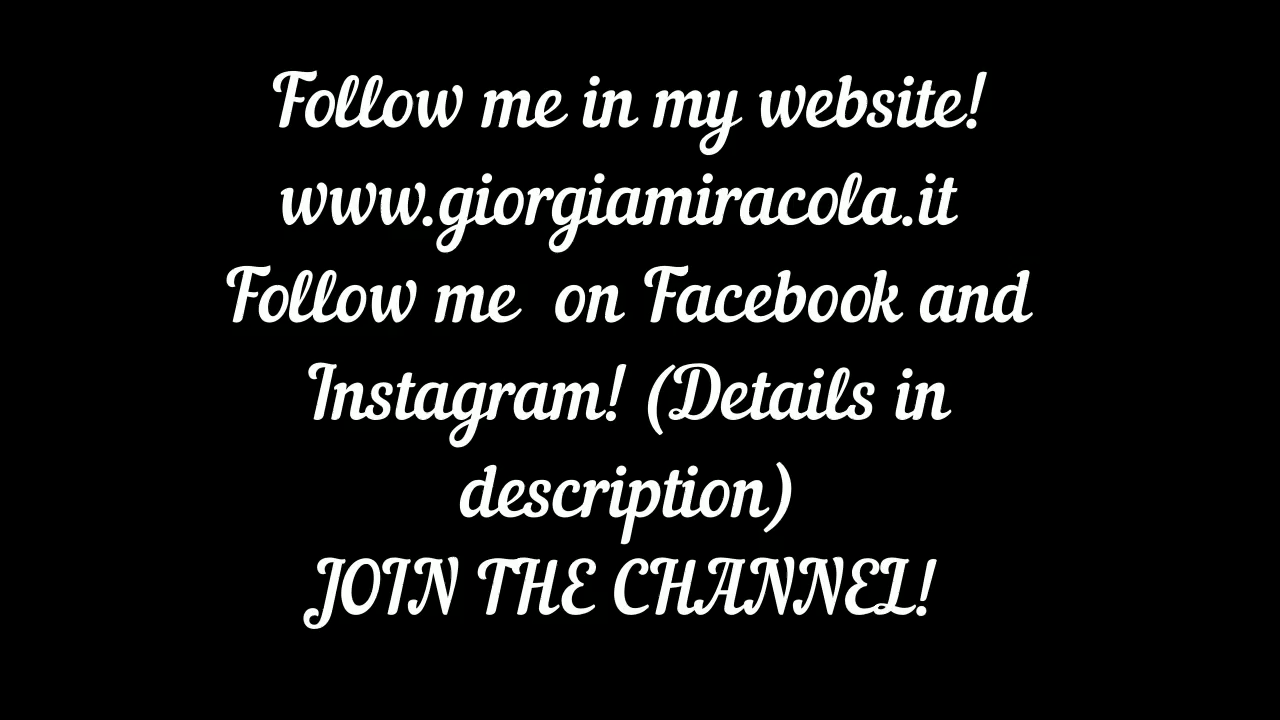 Follow me in my website!
www.giorgiamiracola.it
Follow me on Facebook and
Instagram! (Details in
description)
JOIN THE CHANNEL!